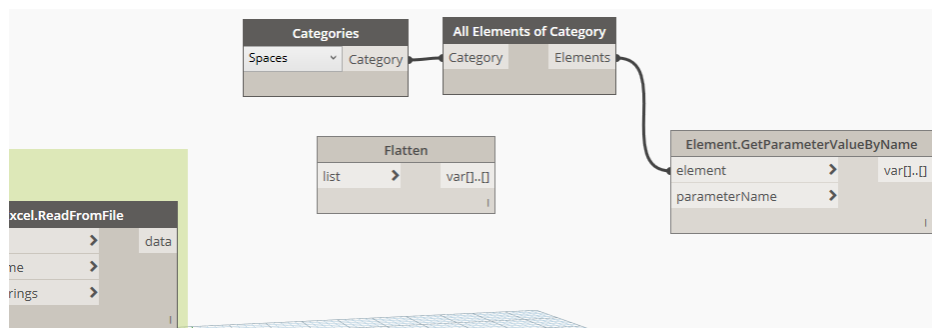 Categories
Spaces
Category
All Elements of Category
Category
Elements
Flatten
list
var[]..[]
Element.GetParameterValueByName
element
var[]..[]
parameterName
xcel.ReadFromFile
data
me
rings